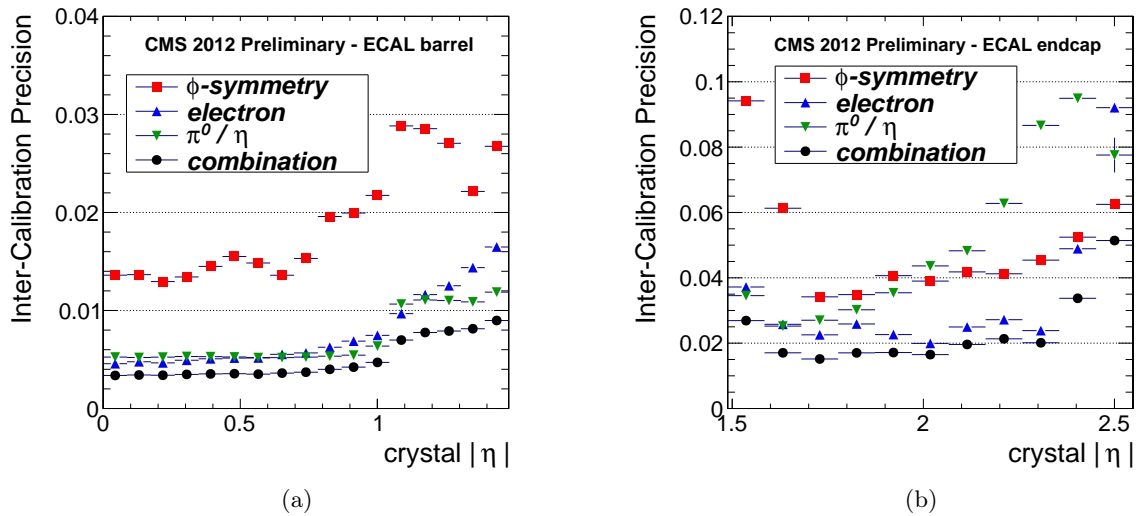 0.04
0.03
0.02
0.01
0
Inter-Calibration Precision
CMS 2012 Preliminary - ECAL barrel
ϕ-symmetry
electron
π⁰ / η
combination
0 0.5 1
crystal | η |
(a)
0.12
0.1
0.08
0.06
0.04
0.02
0
Inter-Calibration Precision
CMS 2012 Preliminary - ECAL endcap
ϕ-symmetry
electron
π⁰ / η
combination
1.5 2 2.5
crystal | η |
(b)